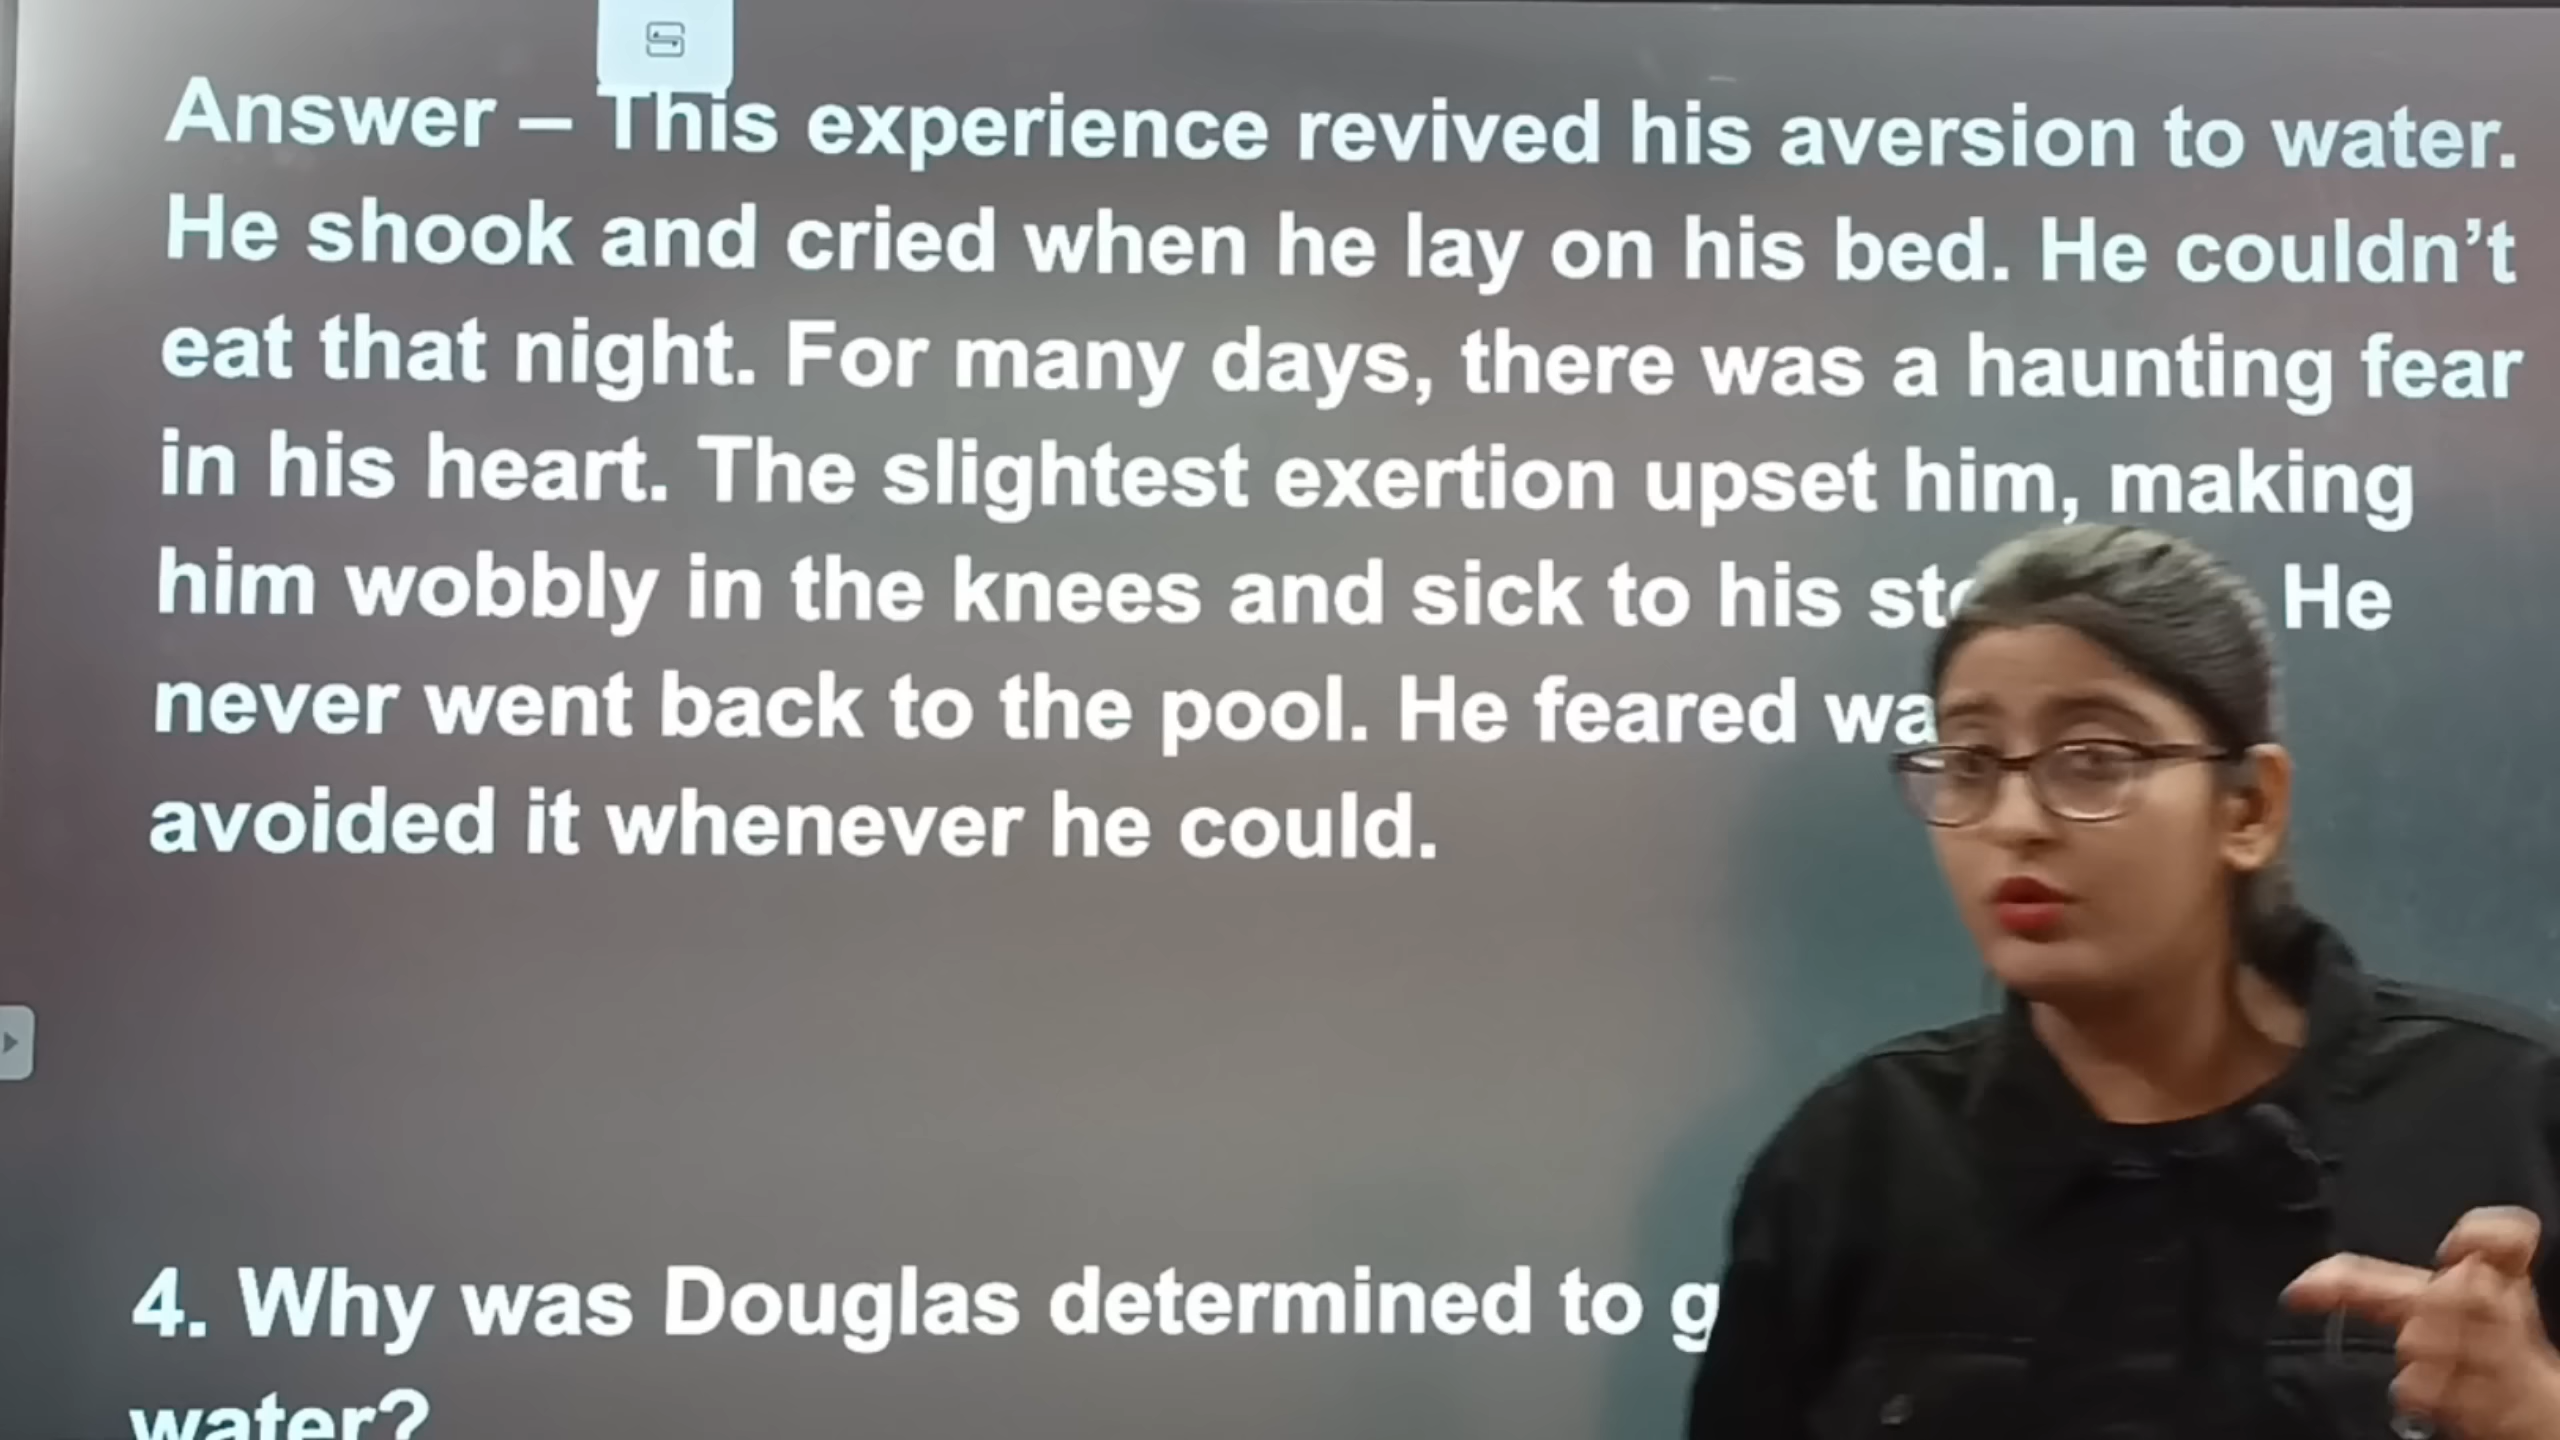 Answer – This experience revived his aversion to water.
He shook and cried when he lay on his bed. He couldn’t
eat that night. For many days, there was a haunting fear
in his heart. The slightest exertion upset him, making
him wobbly in the knees and sick to his He
never went back to the pool. He feared
avoided it whenever he could.
4. Why was Douglas determined to
water?